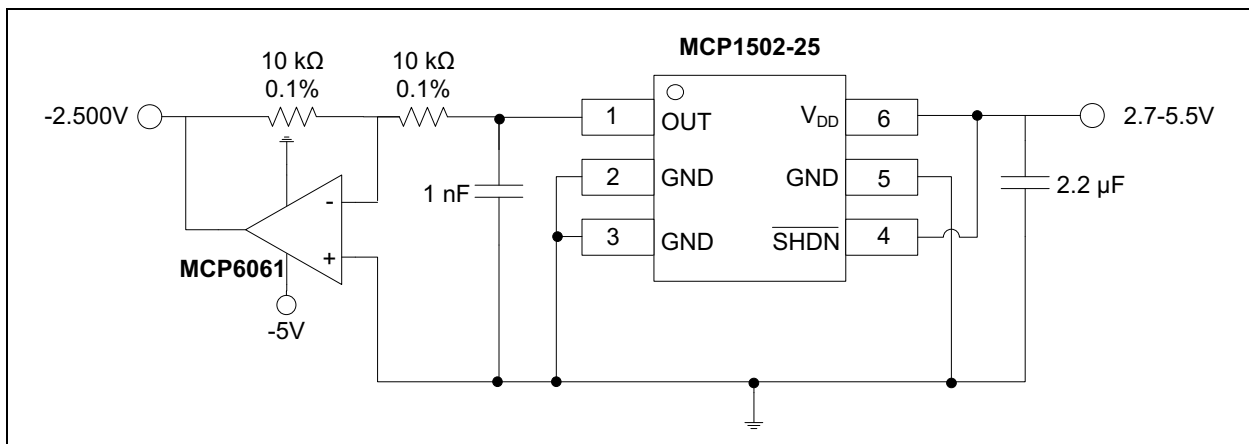 MCP1502-25
10 kΩ
0.1%
10 kΩ
0.1%
-2.500V
1
OUT
V_DD
6
2.7-5.5V
2
GND
GND
5
1 nF
2.2 µF
3
GND
SHDN
4
-
+
MCP6061
-5V